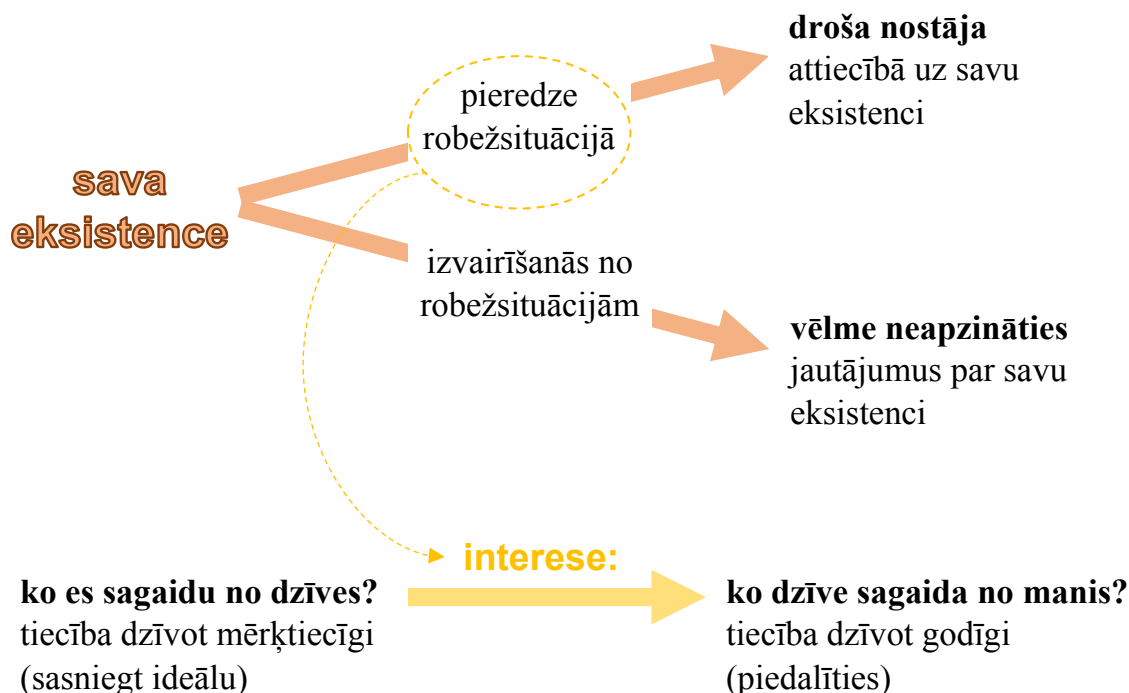 droša nostāja
attiecībā uz savu
eksistenci
pieredze
robežsituācijā
sava
eksistence
izvairīšanās no
robežsituācijām
vēlme neapzināties
jautājumus par savu
eksistenci
interese:
ko es sagaidu no dzīves?
tiecība dzīvot mērķtiecīgi
(sasniegt ideālu)
ko dzīve sagaida no manis?
tiecība dzīvot godīgi
(piedalīties)